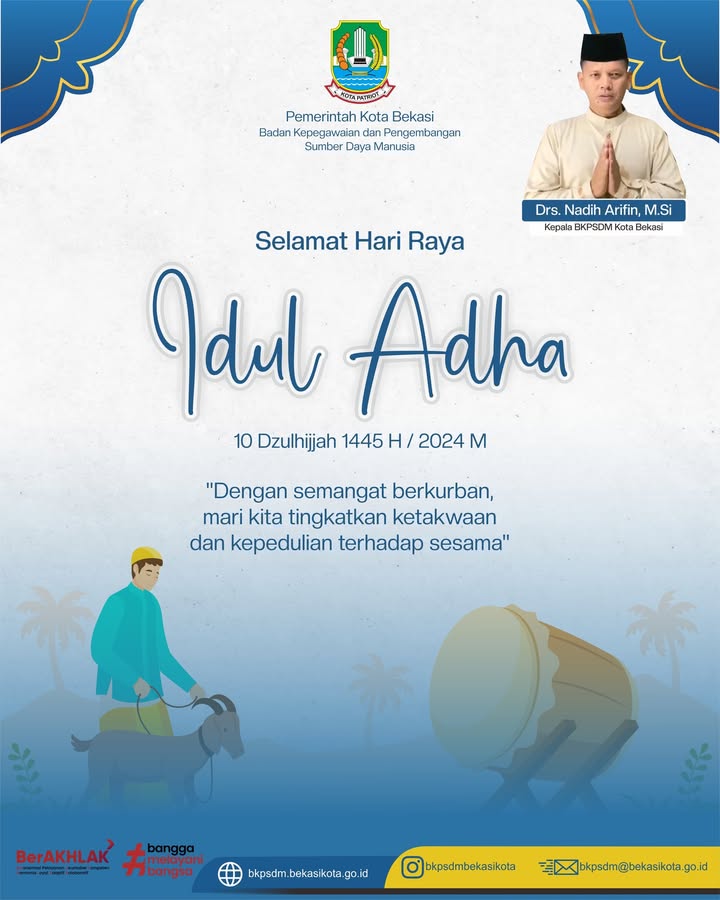 KOTA PATRIOT
Pemerintah Kota Bekasi
Badan Kepegawaian dan Pengembangan
Sumber Daya Manusia
Drs. Nadih Arifin, M.Si
Kepala BKPSDM Kota Bekasi
Selamat Hari Raya
Idul Adha
10 Dzulhijjah 1445 H / 2024 M
"Dengan semangat berkurban,
mari kita tingkatkan ketakwaan
dan kepedulian terhadap sesama"
BerAKHLAK
#bangga
melayani
bangsa
bkpsdm.bekasikota.go.id
bkpsdmbekasikota
bkpsdm@bekasikota.go.id